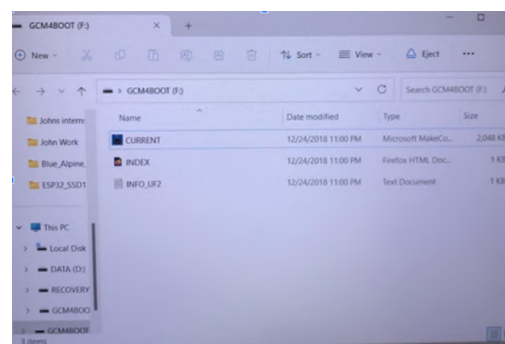 GCM4BOOT (F:)
New
Sort
View
Eject
GCM4BOOT (F:)
Search GCM4BOOT (F:)
Name
Date modified
Type
Size
CURRENT
12/24/2018 11:00 PM
Microsoft MakeCo...
2,048 KB
INDEX
12/24/2018 11:00 PM
Firefox HTML Doc...
1 KB
INFO_UF2
12/24/2018 11:00 PM
Text Document
1 KB
Johns interns
John Work
Blue_Alpine_
ESP32_SSD1
This PC
Local Disk
DATA (D:)
RECOVERY
GCM4BOO
GCM4BOOT
3 items